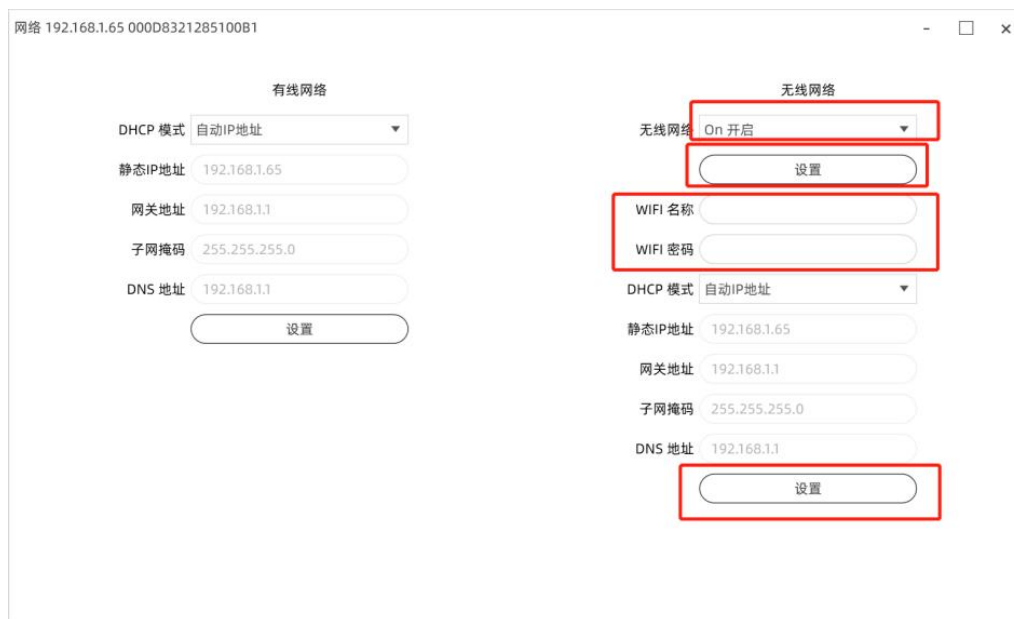 网络 192.168.1.65 000D8321285100B1
有线网络
DHCP 模式 自动IP地址
静态IP地址 192.168.1.65
网关地址 192.168.1.1
子网掩码 255.255.255.0
DNS 地址 192.168.1.1
设置
无线网络
无线网络 On 开启
设置
WIFI 名称
WIFI 密码
DHCP 模式 自动IP地址
静态IP地址 192.168.1.65
网关地址 192.168.1.1
子网掩码 255.255.255.0
DNS 地址 192.168.1.1
设置